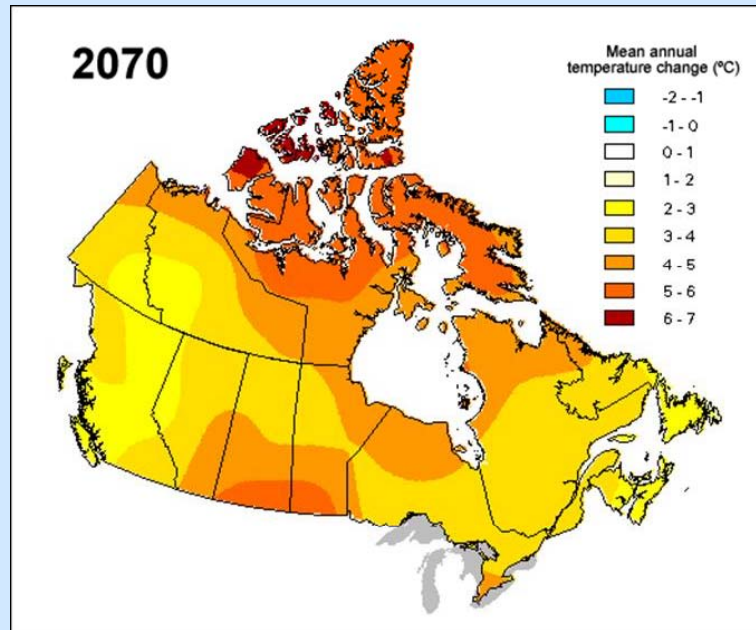 2070
Mean annual
temperature change (ºC)
-2 - -1
-1 - 0
0 - 1
1 - 2
2 - 3
3 - 4
4 - 5
5 - 6
6 - 7